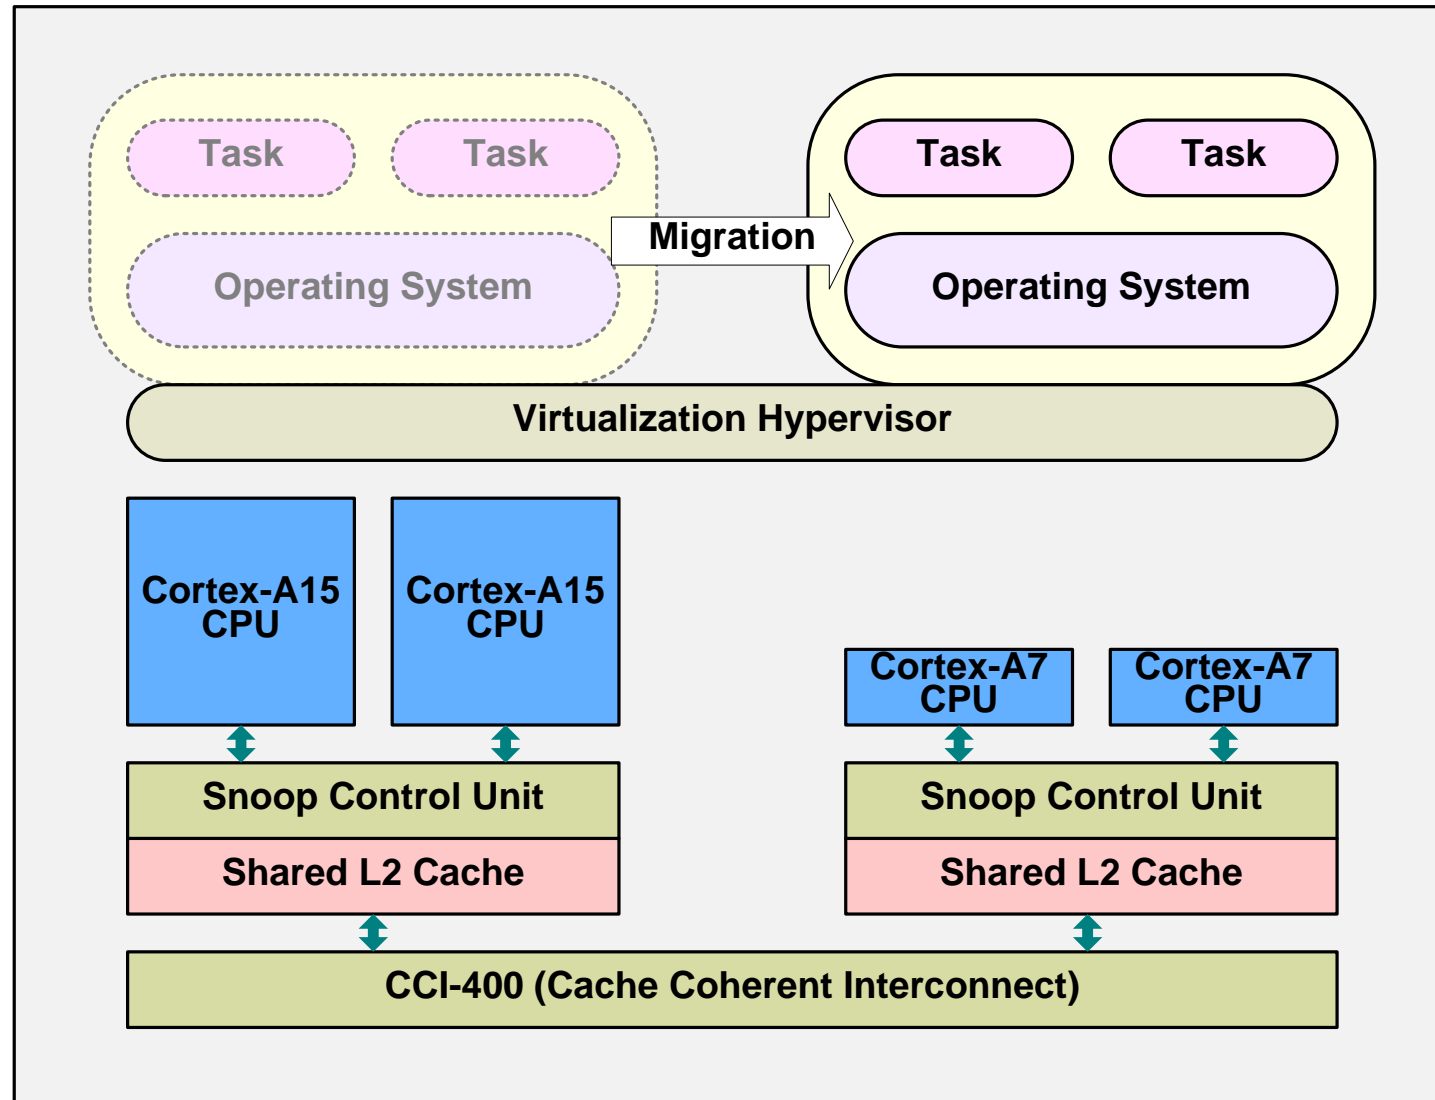 Task
Task
Task
Task
Migration
Operating System
Operating System
Virtualization Hypervisor
Cortex-A15
CPU
Cortex-A15
CPU
Cortex-A7
CPU
Cortex-A7
CPU
Snoop Control Unit
Snoop Control Unit
Shared L2 Cache
Shared L2 Cache
CCI-400 (Cache Coherent Interconnect)